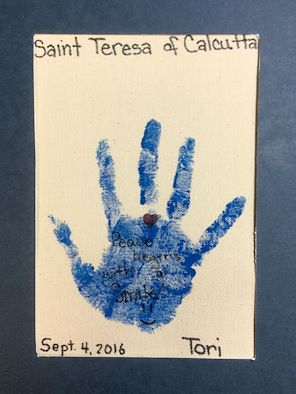 Saint Teresa of Calcutta
Peace
begins
with a
smile
Sept. 4, 2016
Tori